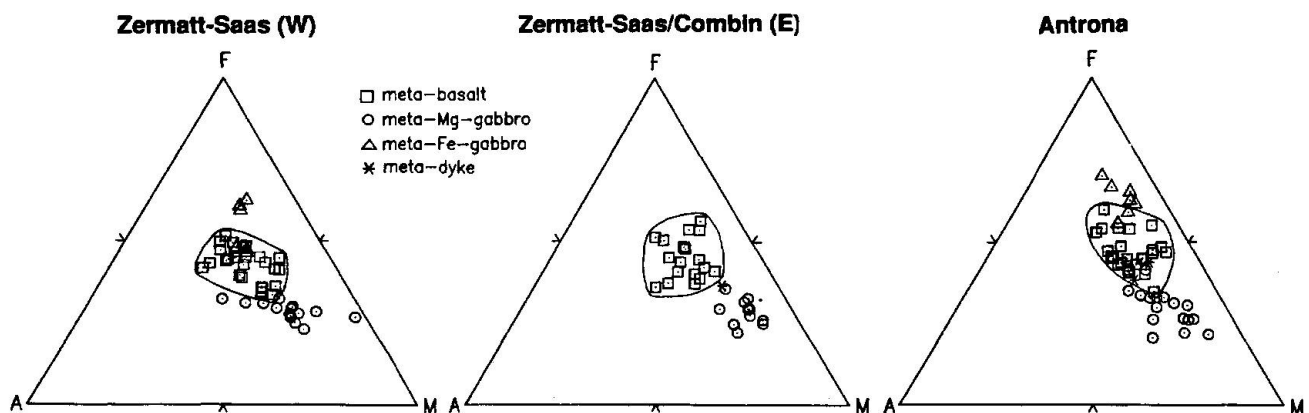 Zermatt-Saas (W)
Zermatt-Saas/Combin (E)
Antrona
F
F
F
meta-basalt
meta-Mg-gabbro
meta-Fe-gabbro
meta-dyke
A
M
A
M
A
M